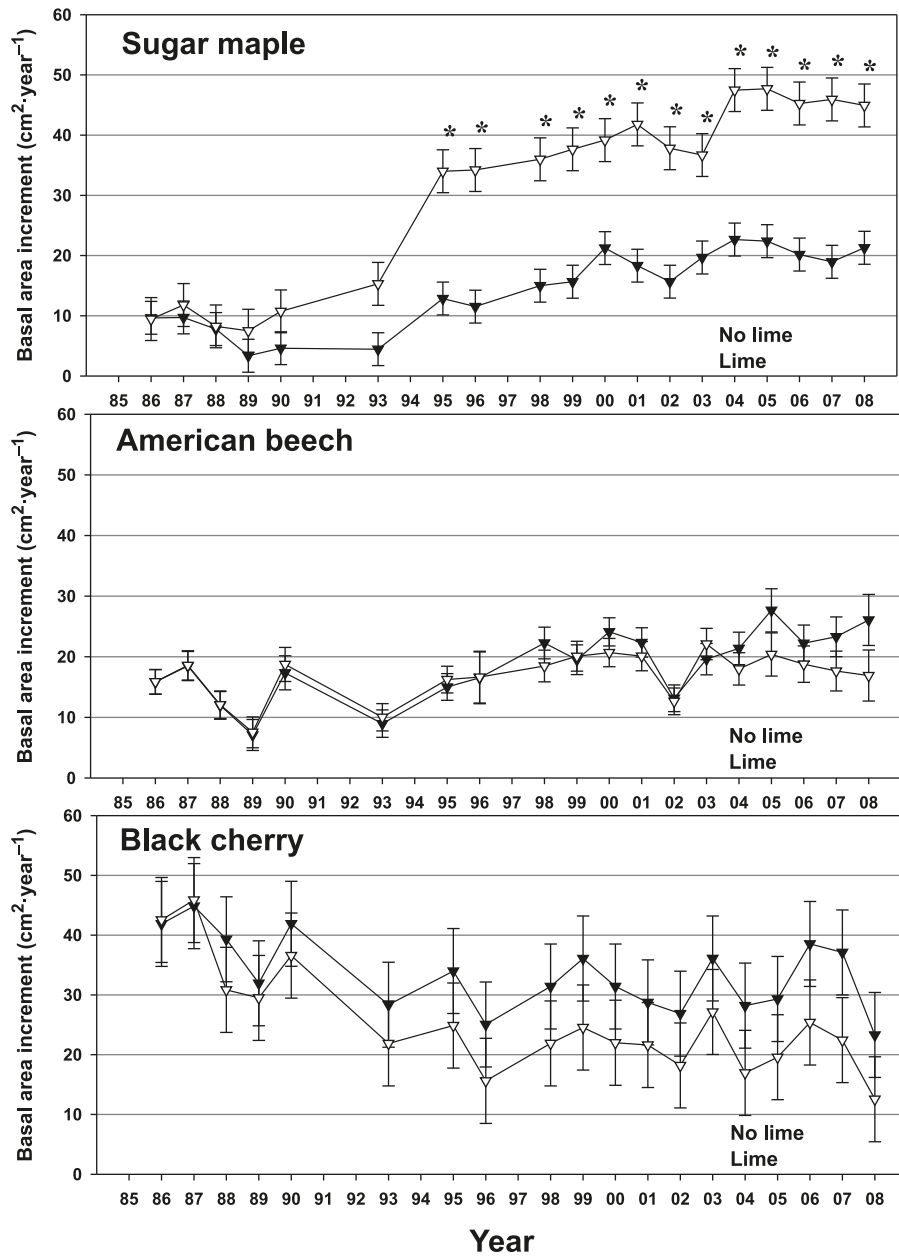 Sugar maple
Basal area increment (cm²·year⁻¹)
60
50
40
30
20
10
0
* * * * * * * * * * * * *
No lime
Lime
85 86 87 88 89 90 91 92 93 94 95 96 97 98 99 00 01 02 03 04 05 06 07 08
American beech
Basal area increment (cm²·year⁻¹)
60
50
40
30
20
10
0
No lime
Lime
85 86 87 88 89 90 91 92 93 94 95 96 97 98 99 00 01 02 03 04 05 06 07 08
Black cherry
Basal area increment (cm²·year⁻¹)
60
50
40
30
20
10
0
No lime
Lime
85 86 87 88 89 90 91 92 93 94 95 96 97 98 99 00 01 02 03 04 05 06 07 08
Year